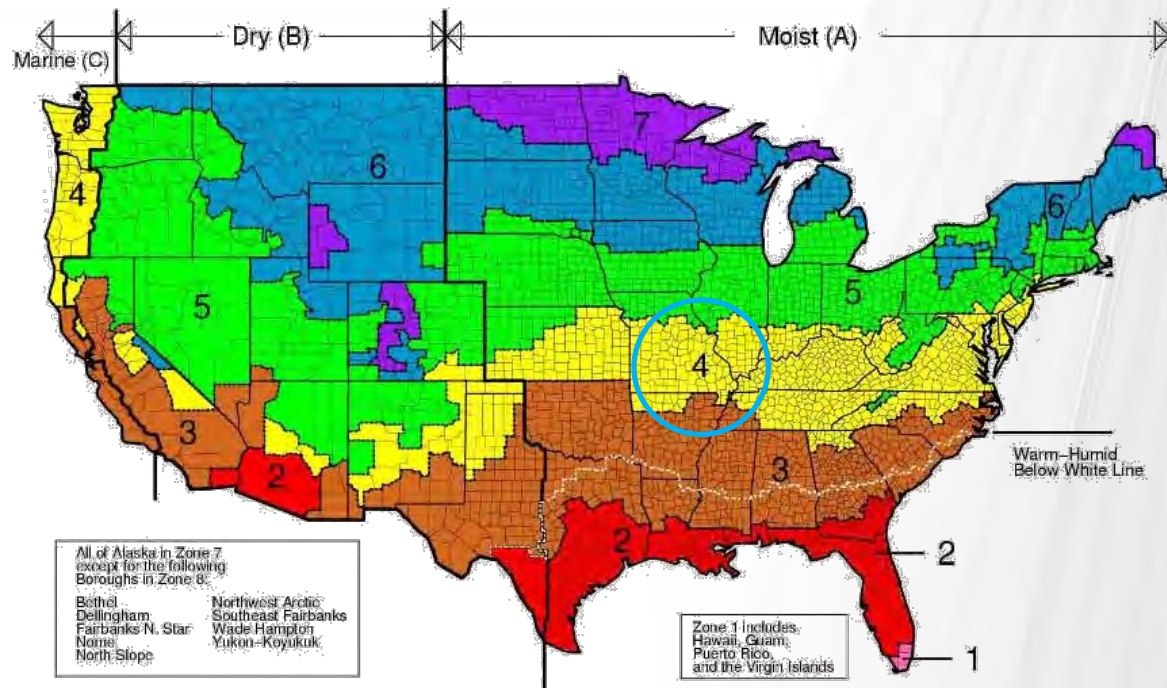 Marine (C)
Dry (B)
Moist (A)
7
6
4
6
5
5
4
3
3
2
2
2
1
Warm-Humid
Below White Line
All of Alaska in Zone 7
except for the following
Boroughs in Zone 8:
Bethel
Northwest Arctic
Dellingham
Southeast Fairbanks
Fairbanks N. Star
Wade Hampton
Nome
Yukon-Koyukuk
North Slope
Zone 1 includes
Hawaii, Guam,
Puerto Rico,
and the Virgin Islands